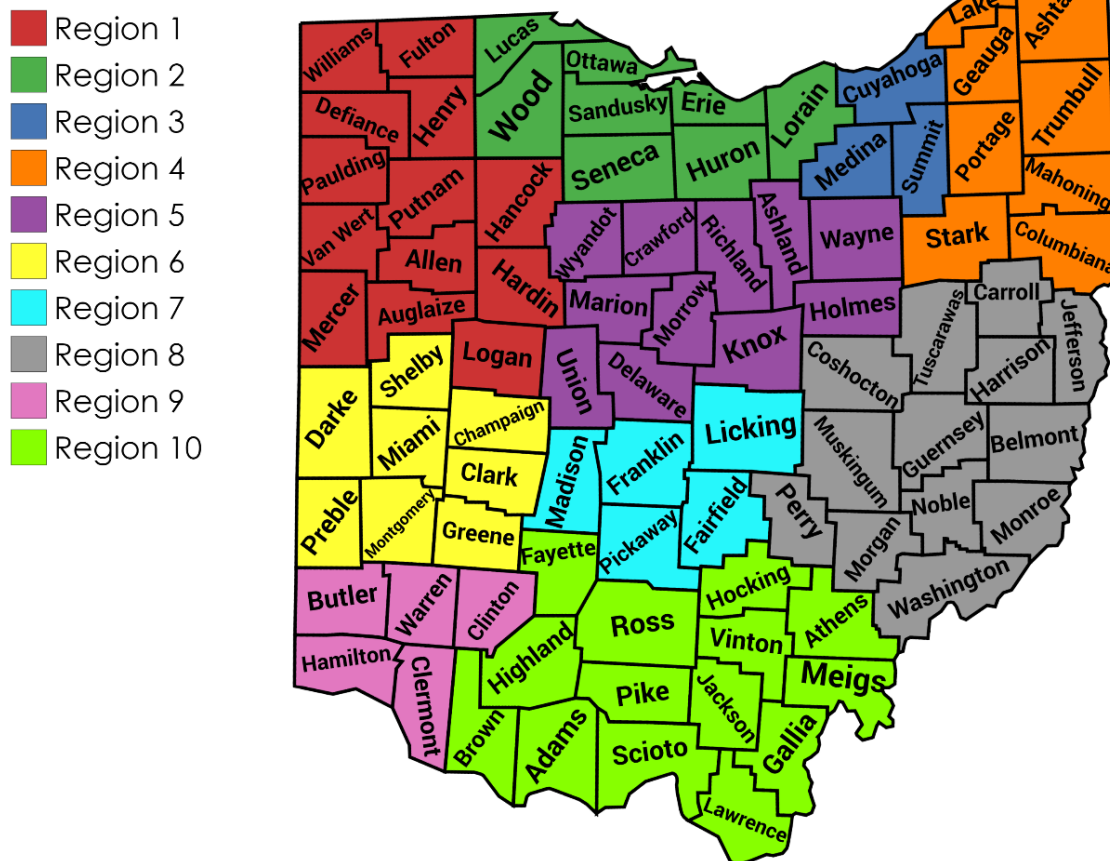 Region 1
Region 2
Region 3
Region 4
Region 5
Region 6
Region 7
Region 8
Region 9
Region 10
Williams
Fulton
Lucas
Ottawa
Lake
Ashta
Geauga
Cuyahoga
Defiance
Henry
Wood
Sandusky
Erie
Lorain
Trumbull
Paulding
Putnam
Hancock
Seneca
Huron
Medina
Summit
Portage
Mahoning
Van Wert
Allen
Wyandot
Crawford
Richland
Ashland
Wayne
Stark
Columbiana
Mercer
Auglaize
Hardin
Marion
Morrow
Holmes
Tuscarawas
Carroll
Jefferson
Shelby
Logan
Union
Delaware
Knox
Coshocton
Harrison
Darke
Miami
Champaign
Clark
Madison
Franklin
Licking
Muskingum
Guernsey
Belmont
Preble
Montgomery
Greene
Fayette
Pickaway
Fairfield
Perry
Morgan
Noble
Monroe
Washington
Butler
Warren
Clinton
Highland
Ross
Hocking
Vinton
Athens
Meigs
Hamilton
Clermont
Brown
Adams
Pike
Scioto
Jackson
Gallia
Lawrence